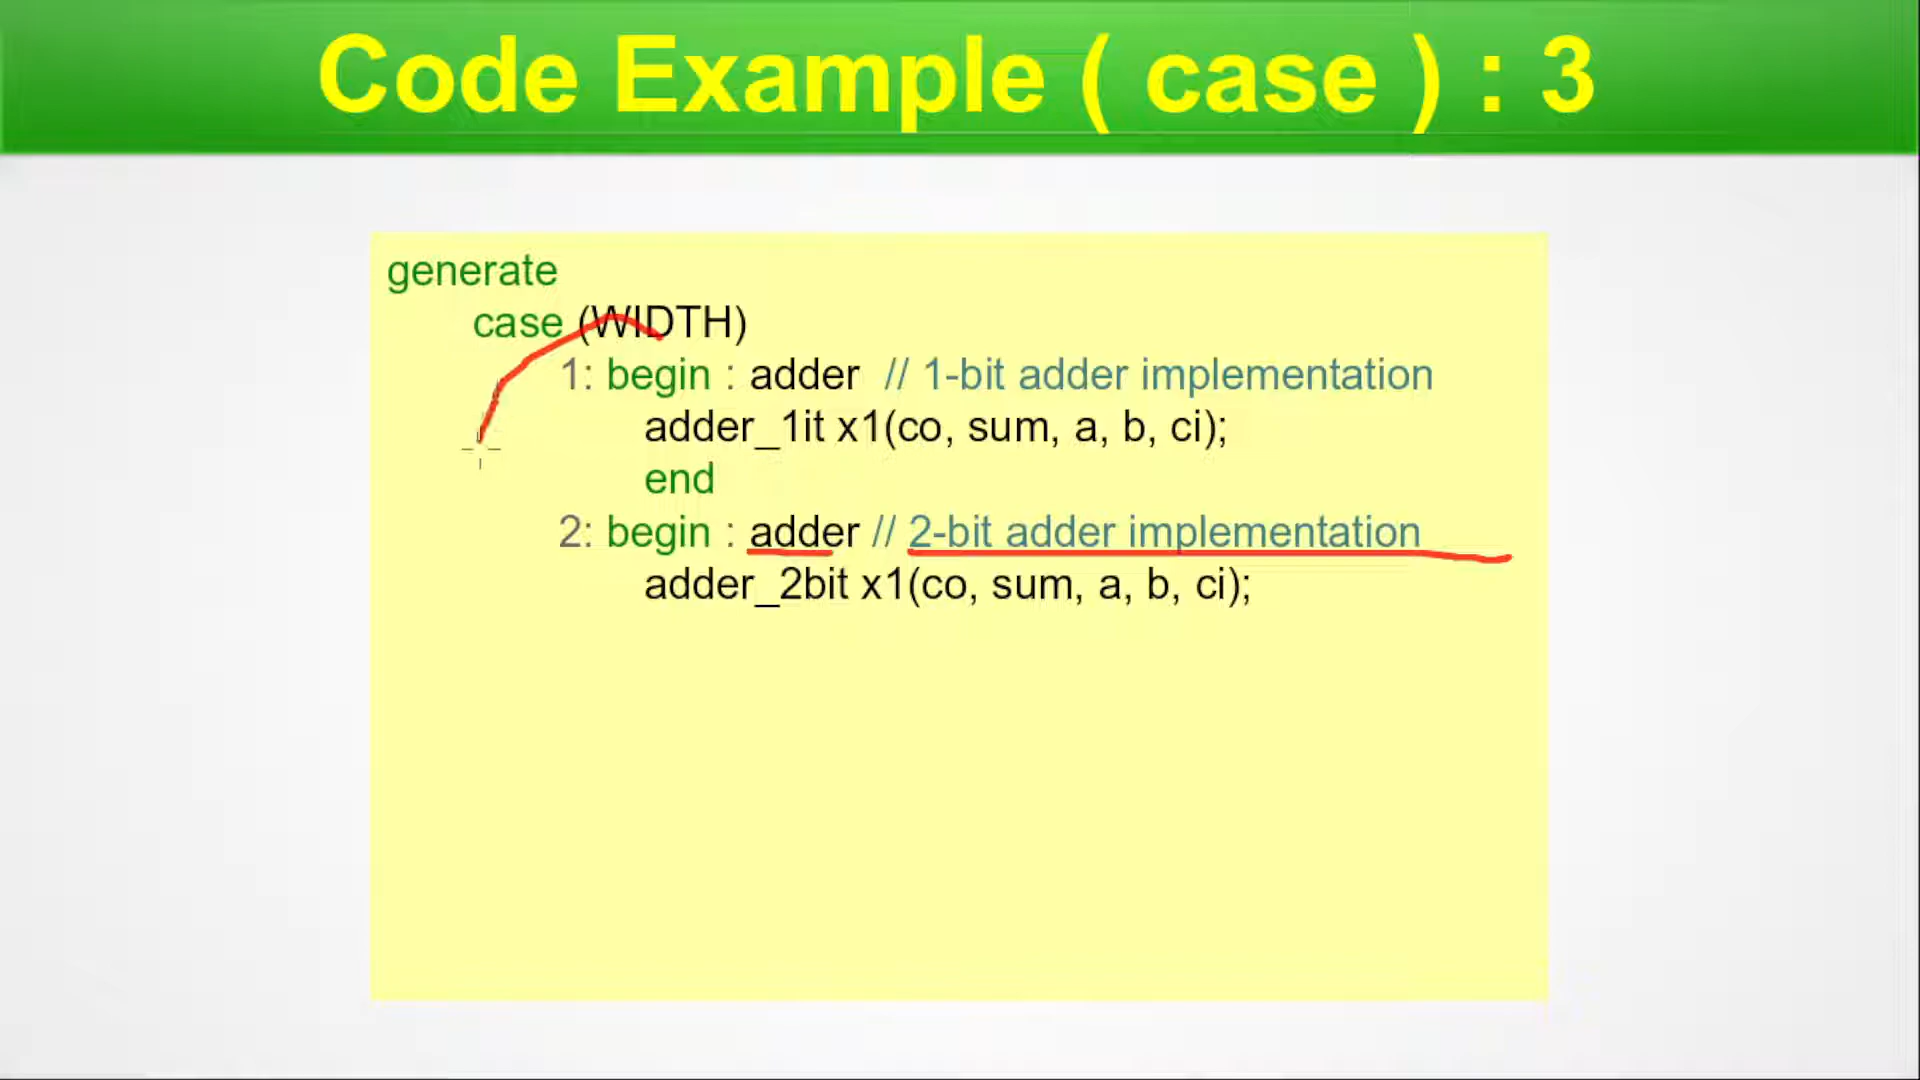 Code Example ( case ) : 3
generate
case (WIDTH)
1: begin : adder // 1-bit adder implementation
adder_1it x1(co, sum, a, b, ci);
end
2: begin : adder // 2-bit adder implementation
adder_2bit x1(co, sum, a, b, ci);